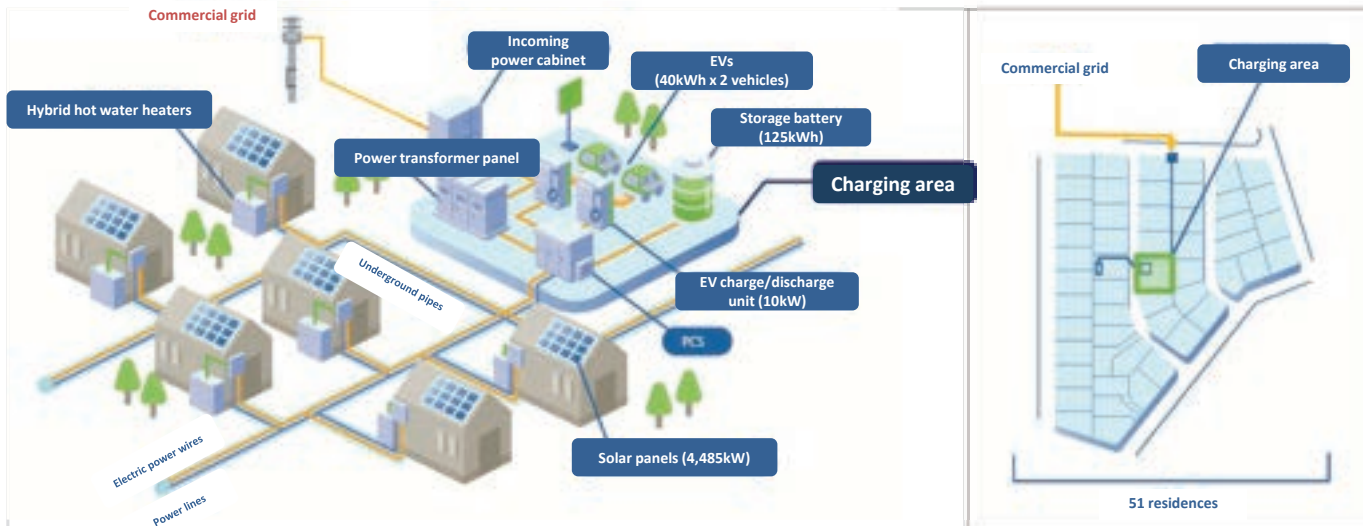 Commercial grid
Incoming
power cabinet
EVs
(40kWh x 2 vehicles)
Storage battery
(125kWh)
Hybrid hot water heaters
Power transformer panel
Charging area
Underground pipes
EV charge/discharge
unit (10kW)
PCS
Solar panels (4,485kW)
Electric power wires
Power lines
Commercial grid
Charging area
51 residences